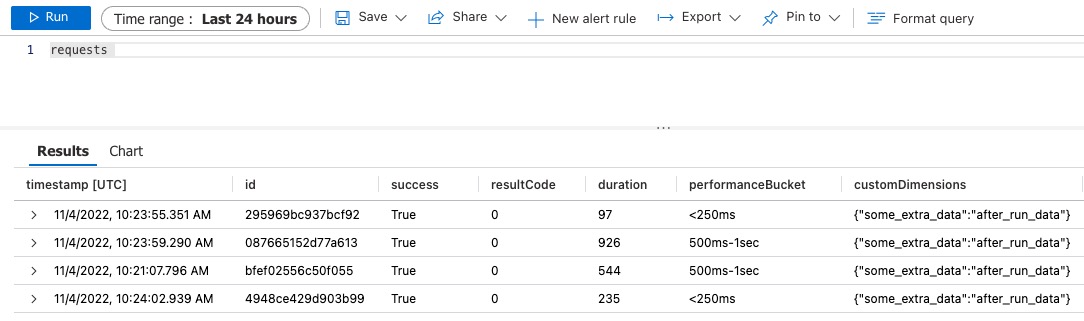 Run Time range : Last 24 hours Save Share New alert rule Export Pin to Format query
1 requests
Results Chart
timestamp [UTC] id success resultCode duration performanceBucket customDimensions
11/4/2022, 10:23:55.351 AM 295969bc937bcf92 True 0 97 <250ms {"some_extra_data":"after_run_data"}
11/4/2022, 10:23:59.290 AM 087665152d77a613 True 0 926 500ms-1sec {"some_extra_data":"after_run_data"}
11/4/2022, 10:21:07.796 AM bfef02556c50f055 True 0 544 500ms-1sec {"some_extra_data":"after_run_data"}
11/4/2022, 10:24:02.939 AM 4948ce429d903b99 True 0 235 <250ms {"some_extra_data":"after_run_data"}